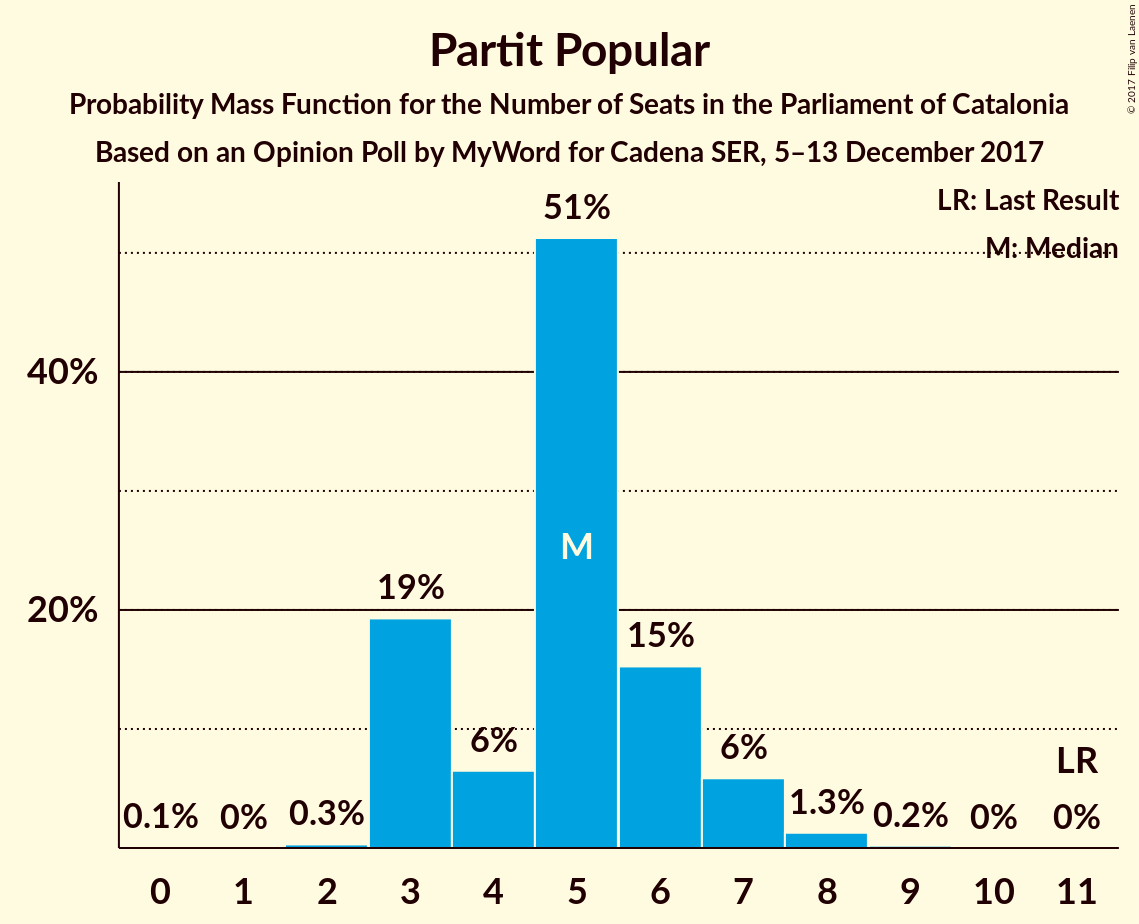 Partit Popular
Probability Mass Function for the Number of Seats in the Parliament of Catalonia
Based on an Opinion Poll by MyWord for Cadena SER, 5–13 December 2017
© 2017 Filip van Laenen
LR: Last Result
M: Median
51%
40%
M
19%
20%
15%
6%
6%
LR
0.1%
0%
0.3%
1.3%
0.2%
0%
0%
0 1 2 3 4 5 6 7 8 9 10 11